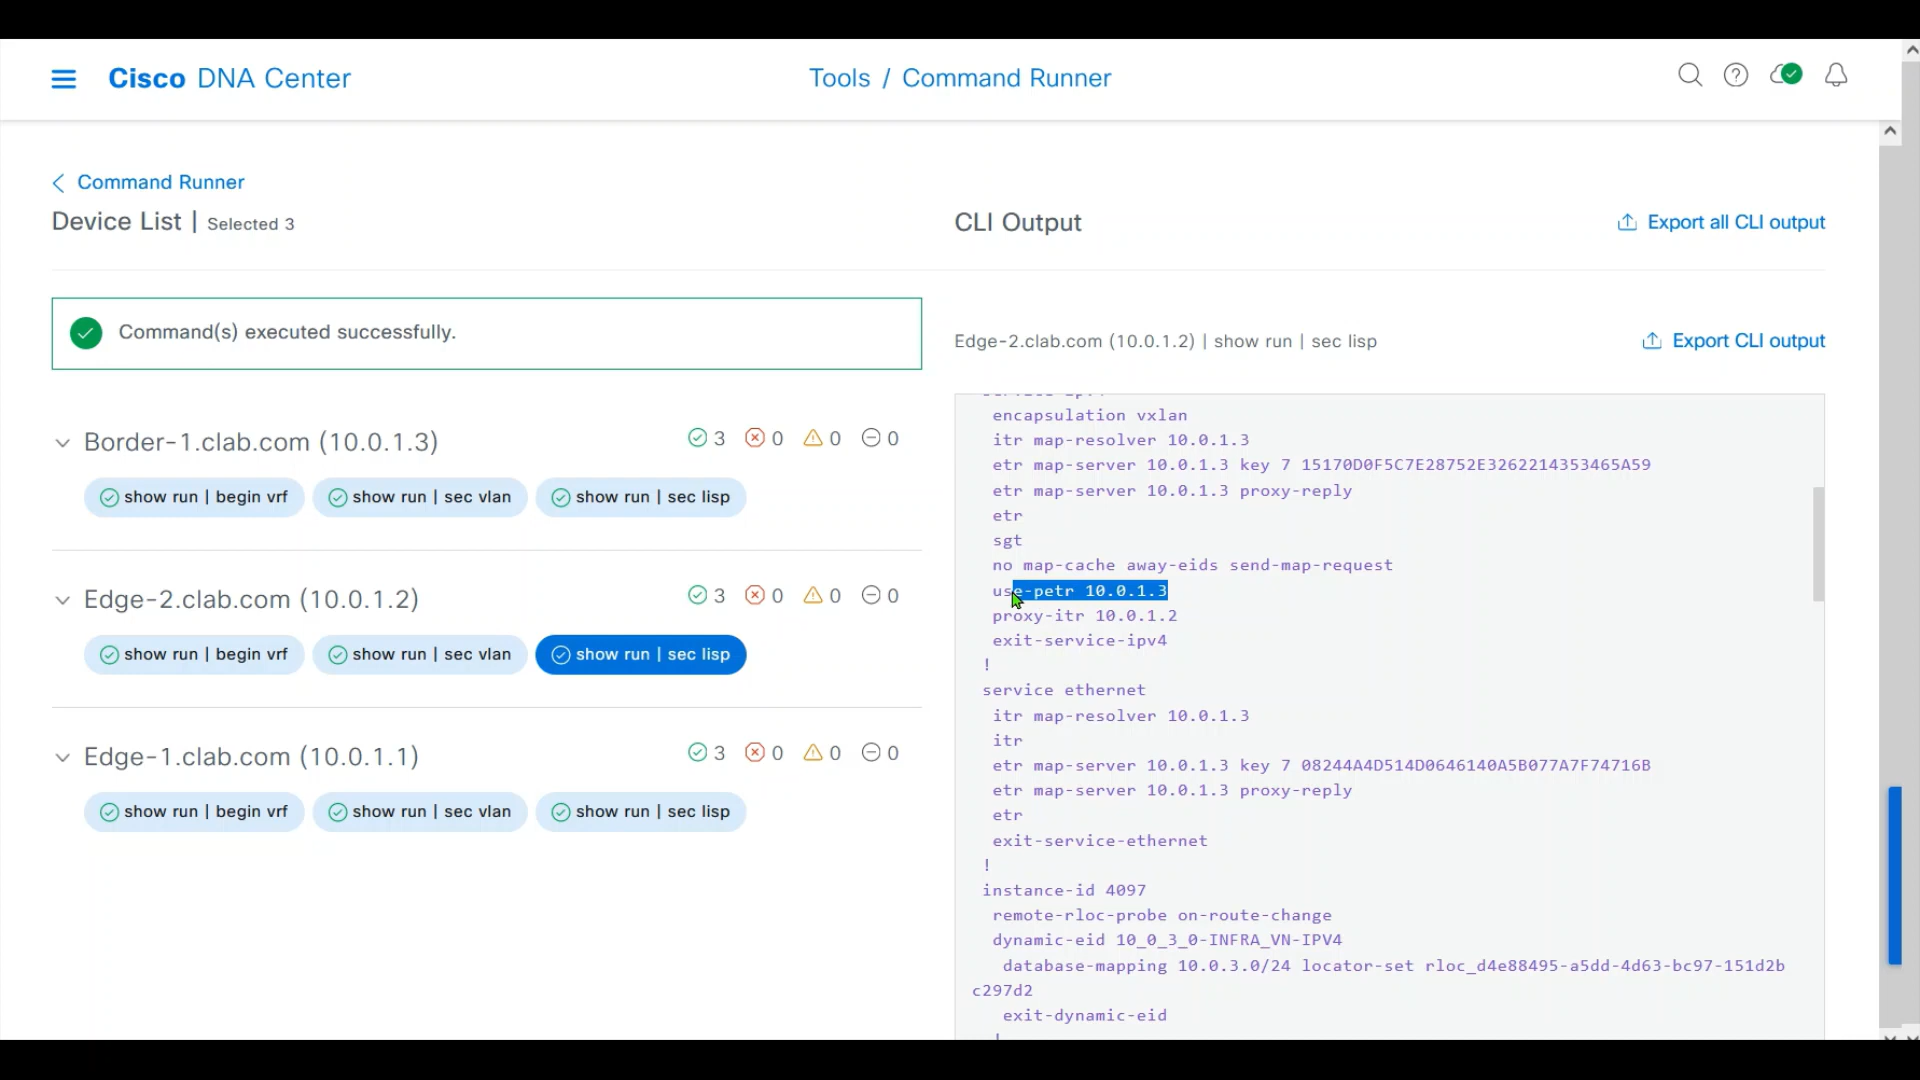 Cisco DNA Center
Tools / Command Runner
Command Runner
Device List | Selected 3
CLI Output
Export all CLI output
Command(s) executed successfully.
Edge-2.clab.com (10.0.1.2) | show run | sec lisp
Export CLI output
Border-1.clab.com (10.0.1.3)
3 0 0 0
show run | begin vrf
show run | sec vlan
show run | sec lisp
Edge-2.clab.com (10.0.1.2)
3 0 0 0
show run | begin vrf
show run | sec vlan
show run | sec lisp
Edge-1.clab.com (10.0.1.1)
3 0 0 0
show run | begin vrf
show run | sec vlan
show run | sec lisp
encapsulation vxlan
itr map-resolver 10.0.1.3
etr map-server 10.0.1.3 key 7 15170D0F5C7E28752E3262214353465A59
etr map-server 10.0.1.3 proxy-reply
etr
sgt
no map-cache away-eids send-map-request
use-petr 10.0.1.3
proxy-itr 10.0.1.2
exit-service-ipv4
!
service ethernet
itr map-resolver 10.0.1.3
itr
etr map-server 10.0.1.3 key 7 08244A4D514D0646140A5B077A7F74716B
etr map-server 10.0.1.3 proxy-reply
etr
exit-service-ethernet
!
instance-id 4097
remote-rloc-probe on-route-change
dynamic-eid 10_0_3_0-INFRA_VN-IPV4
database-mapping 10.0.3.0/24 locator-set rloc_d4e88495-a5dd-4d63-bc97-151d2b
c297d2
exit-dynamic-eid